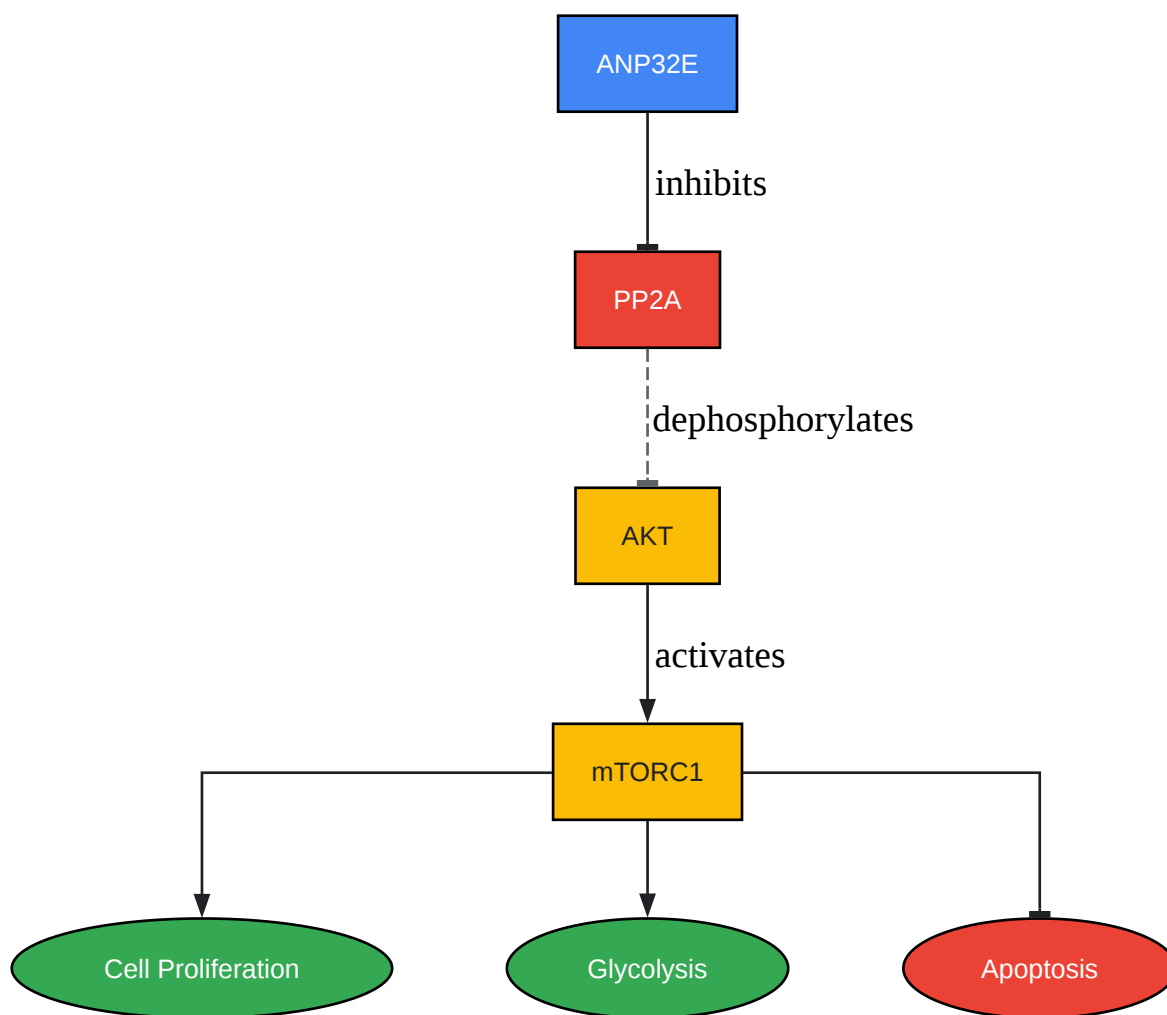 ANP32E
inhibits
PP2A
dephosphorylates
AKT
activates
mTORC1
Cell Proliferation
Glycolysis
Apoptosis